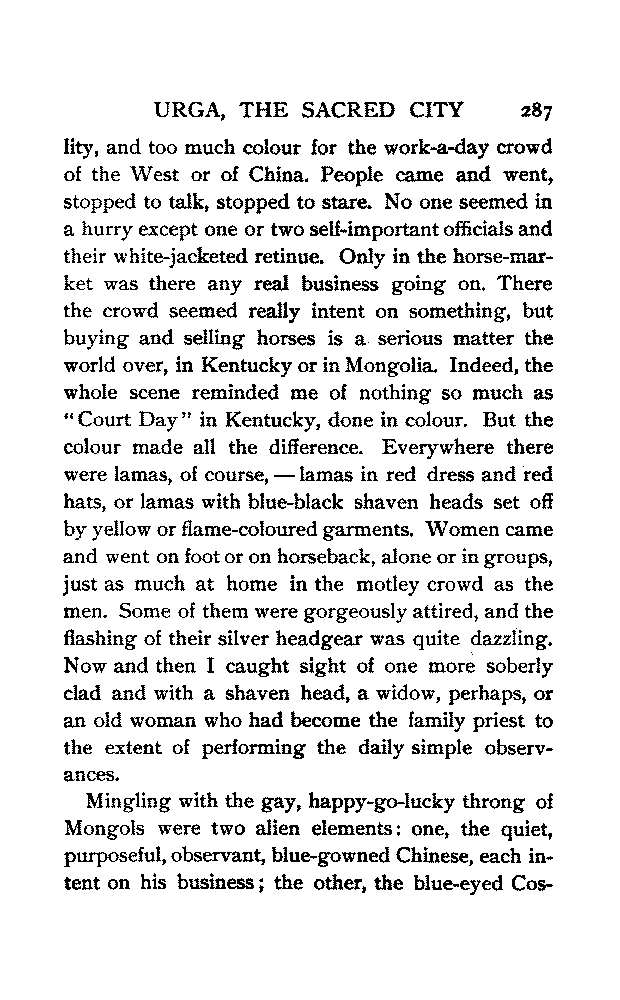 URGA, THE SACRED CITY 287
lity, and too much colour for the work-a-day crowd
of the West or of China. People came and went,
stopped to talk, stopped to stare. No one seemed in
a hurry except one or two self-important officials and
their white-jacketed retinue. Only in the horse-mar-
ket was there any real business going on. There
the crowd seemed really intent on something, but
buying and selling horses is a serious matter the
world over, in Kentucky or in Mongolia. Indeed, the
whole scene reminded me of nothing so much as
"Court Day" in Kentucky, done in colour. But the
colour made all the difference. Everywhere there
were lamas, of course, — lamas in red dress and red
hats, or lamas with blue-black shaven heads set off
by yellow or flame-coloured garments. Women came
and went on foot or on horseback, alone or in groups,
just as much at home in the motley crowd as the
men. Some of them were gorgeously attired, and the
flashing of their silver headgear was quite dazzling.
Now and then I caught sight of one more soberly
clad and with a shaven head, a widow, perhaps, or
an old woman who had become the family priest to
the extent of performing the daily simple observ-
ances.
Mingling with the gay, happy-go-lucky throng of
Mongols were two alien elements: one, the quiet,
purposeful, observant, blue-gowned Chinese, each in-
tent on his business; the other, the blue-eyed Cos-